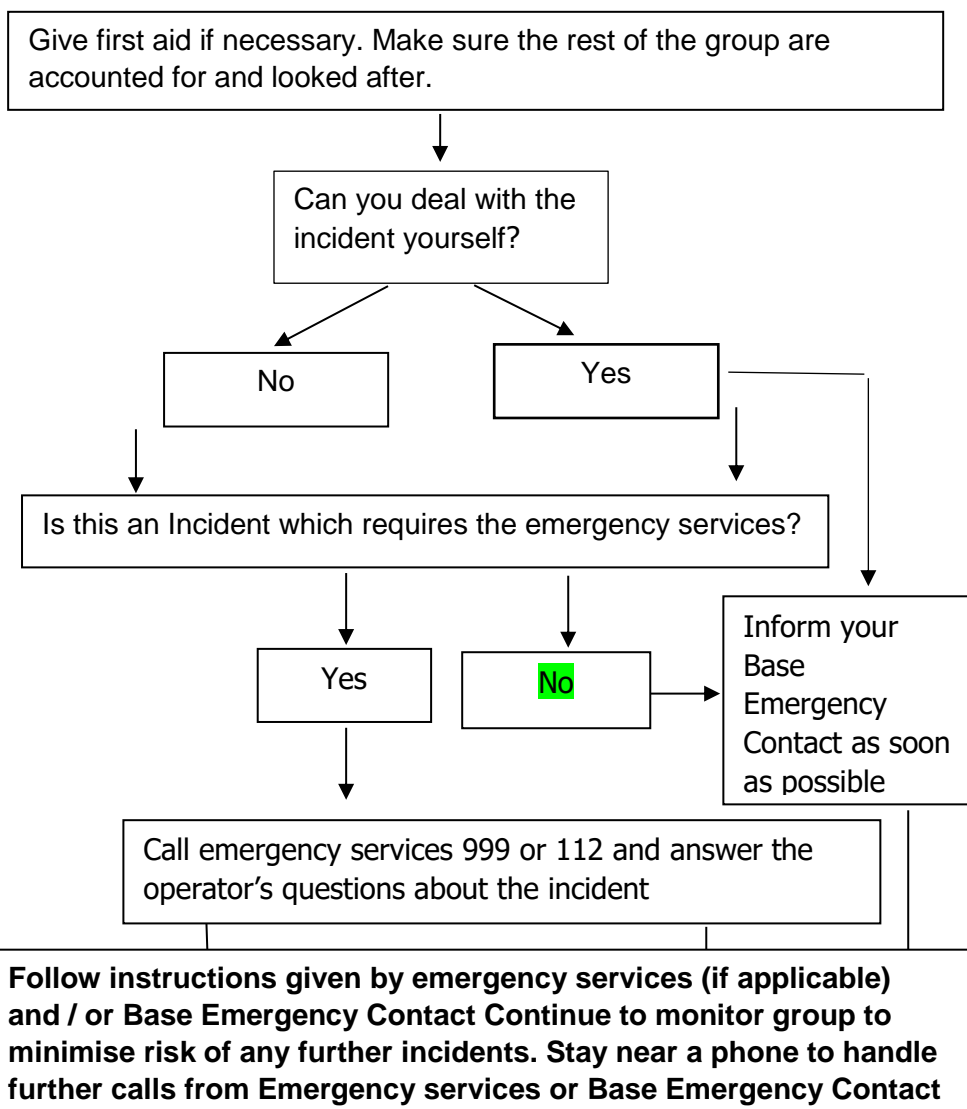 Give first aid if necessary. Make sure the rest of the group are
accounted for and looked after.
Can you deal with the
incident yourself?
No
Yes
Is this an Incident which requires the emergency services?
Yes
No
Inform your
Base
Emergency
Contact as soon
as possible
Call emergency services 999 or 112 and answer the
operator’s questions about the incident
Follow instructions given by emergency services (if applicable)
and / or Base Emergency Contact Continue to monitor group to
minimise risk of any further incidents. Stay near a phone to handle
further calls from Emergency services or Base Emergency Contact